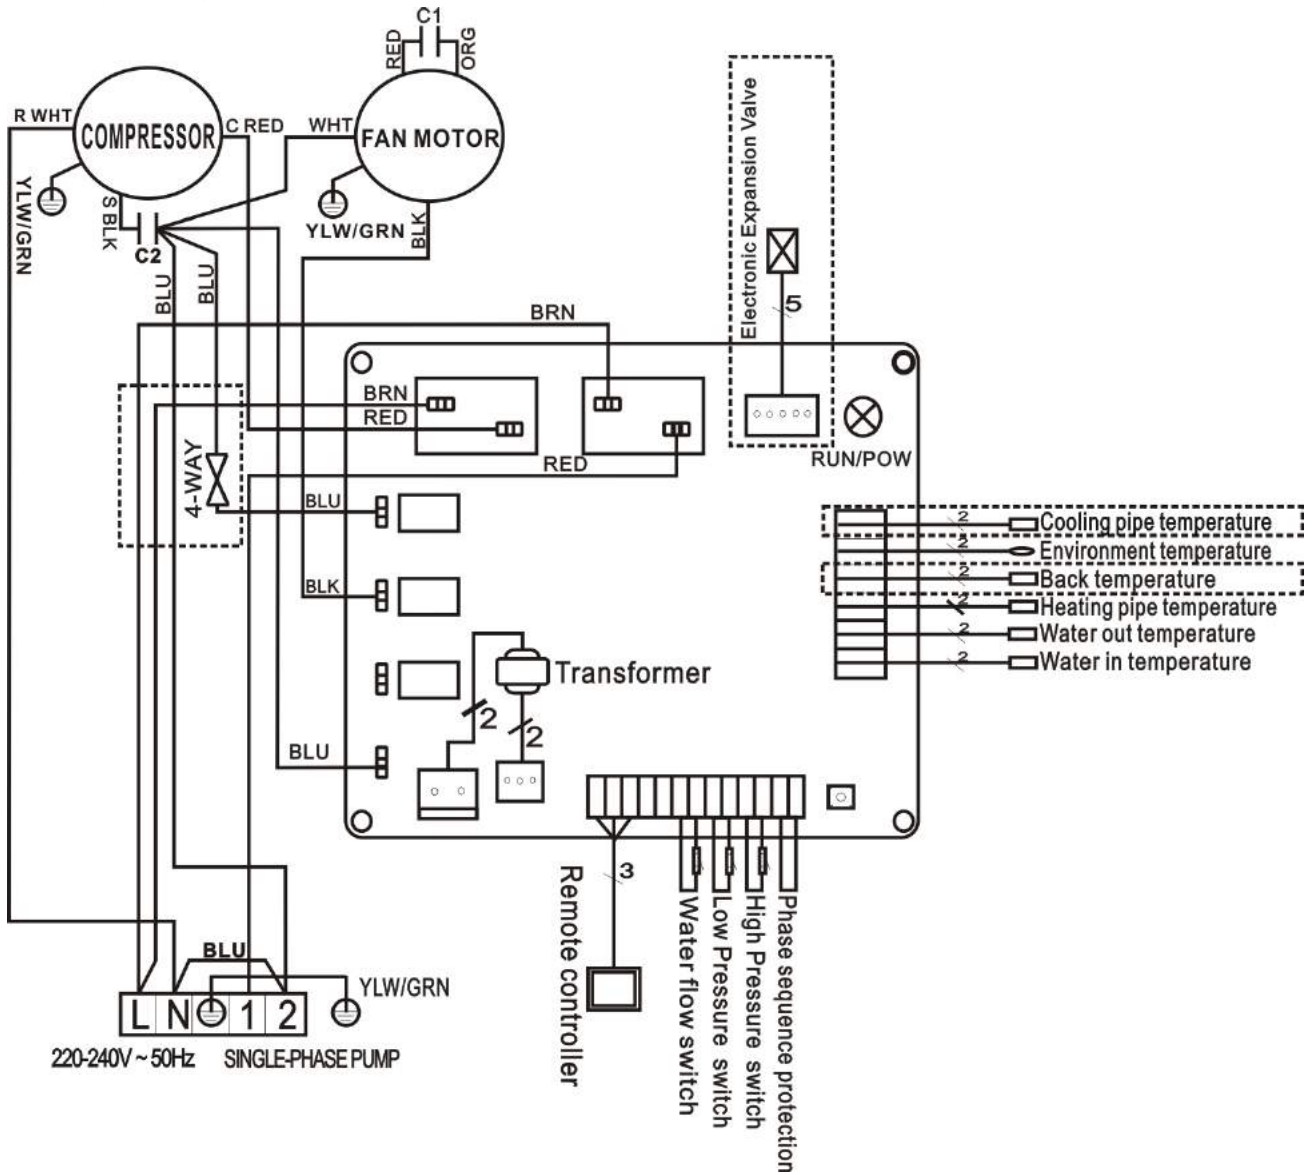 C1
RED
ORG
R WHT
COMPRESSOR
C RED
WHT
FAN MOTOR
YLW/GRN
S BLK
C2
YLW/GRN
BLK
BLU
BLU
Electronic Expansion Valve
5
BRN
BRN
RED
RED
RUN/POW
4-WAY
BLU
BLK
BLU
2
Cooling pipe temperature
2
Environment temperature
2
Back temperature
2
Heating pipe temperature
2
Water out temperature
2
Water in temperature
Transformer
2
2
3
Remote controller
Water flow switch
Low Pressure switch
High Pressure switch
Phase sequence protection
BLU
YLW/GRN
L N 1 2
220-240V ~ 50Hz SINGLE-PHASE PUMP